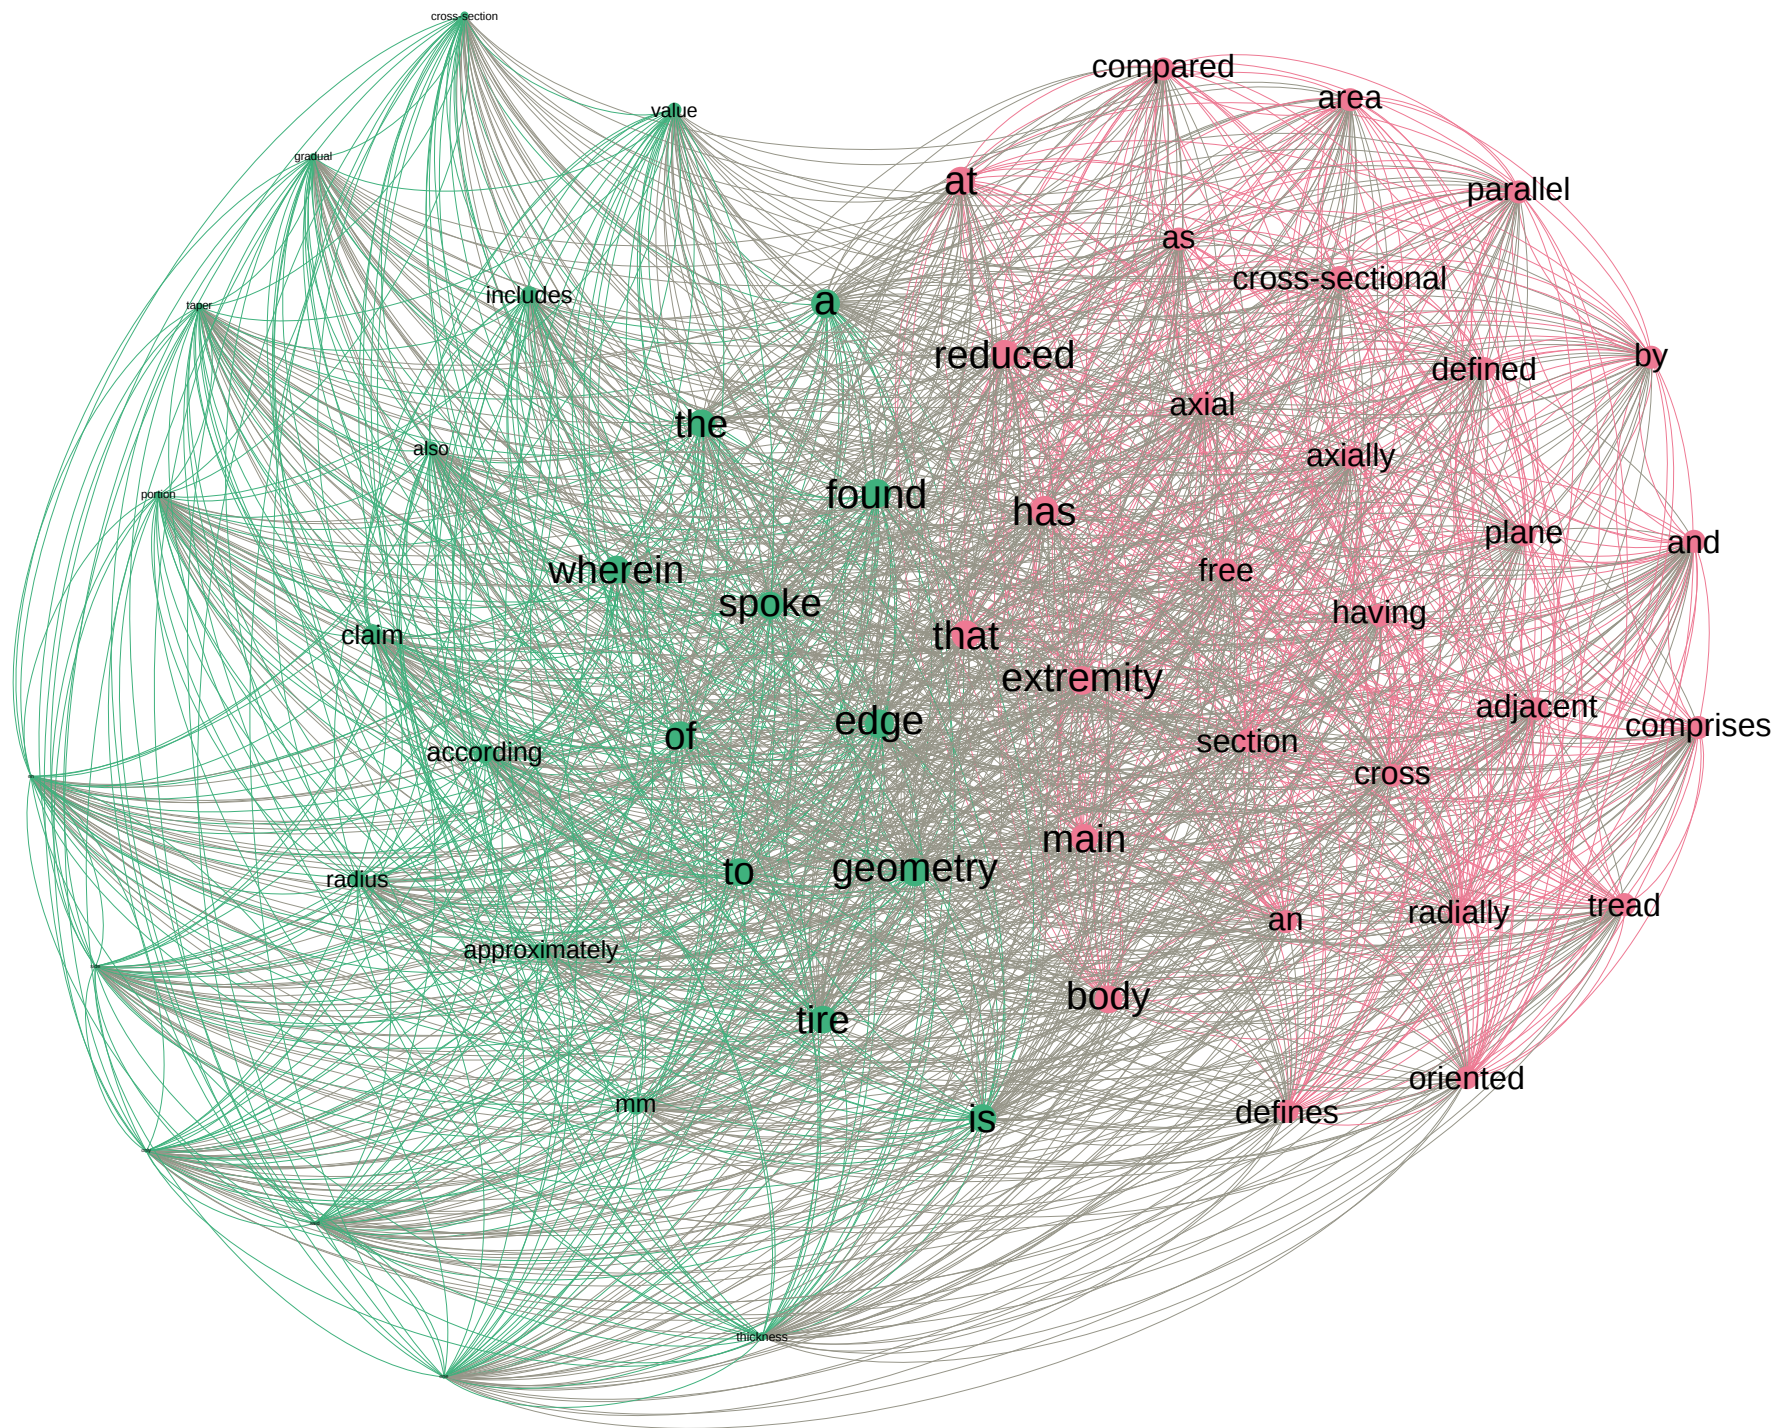 cross-section
compared
area
value
gradual
at
parallel
as
cross-sectional
includes
a
taper
reduced
by
defined
axial
the
also
axially
portion
found
has
plane
and
wherein
free
spoke
having
claim
that
extremity
adjacent
edge
comprises
of
section
according
cross
main
geometry
to
radius
tread
radially
an
approximately
body
tire
oriented
mm
defines
is
thickness